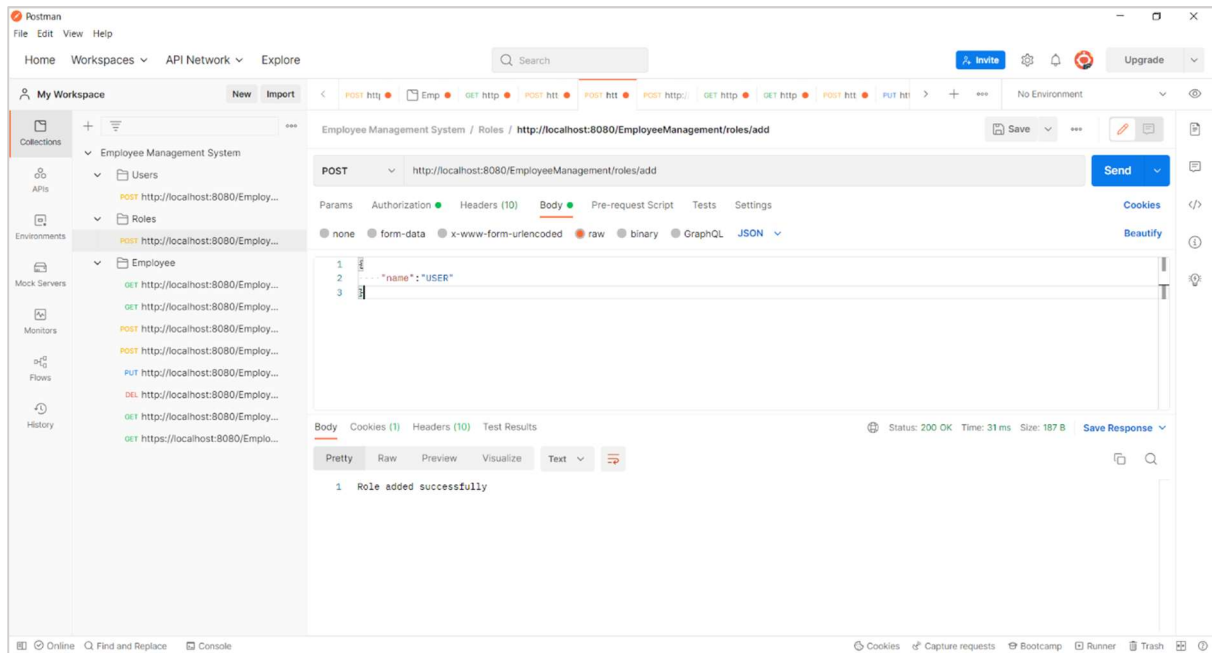 Postman
File Edit View Help
Home Workspaces API Network Explore Search Invite Upgrade
My Workspace New Import POST htt Emp GET http POST htt POST htt POST http: GET http GET http POST htt PUT htt No Environment
Collections
APIs
Environments
Mock Servers
Monitors
Flows
History
Employee Management System
Users
POST http://localhost:8080/Employ...
Roles
POST http://localhost:8080/Employ...
Employee
GET http://localhost:8080/Employ...
GET http://localhost:8080/Employ...
POST http://localhost:8080/Employ...
POST http://localhost:8080/Employ...
PUT http://localhost:8080/Employ...
DEL http://localhost:8080/Employ...
GET http://localhost:8080/Employ...
GET https://localhost:8080/Emplo...
Employee Management System / Roles / http://localhost:8080/EmployeeManagement/roles/add Save
POST http://localhost:8080/EmployeeManagement/roles/add Send
Params Authorization Headers (10) Body Pre-request Script Tests Settings Cookies
none form-data x-www-form-urlencoded raw binary GraphQL JSON Beautify
1 {
2 "name":"USER"
3 }
Body Cookies (1) Headers (10) Test Results Status: 200 OK Time: 31 ms Size: 187 B Save Response
Pretty Raw Preview Visualize Text
1 Role added successfully
Online Find and Replace Console Cookies Capture requests Bootcamp Runner Trash